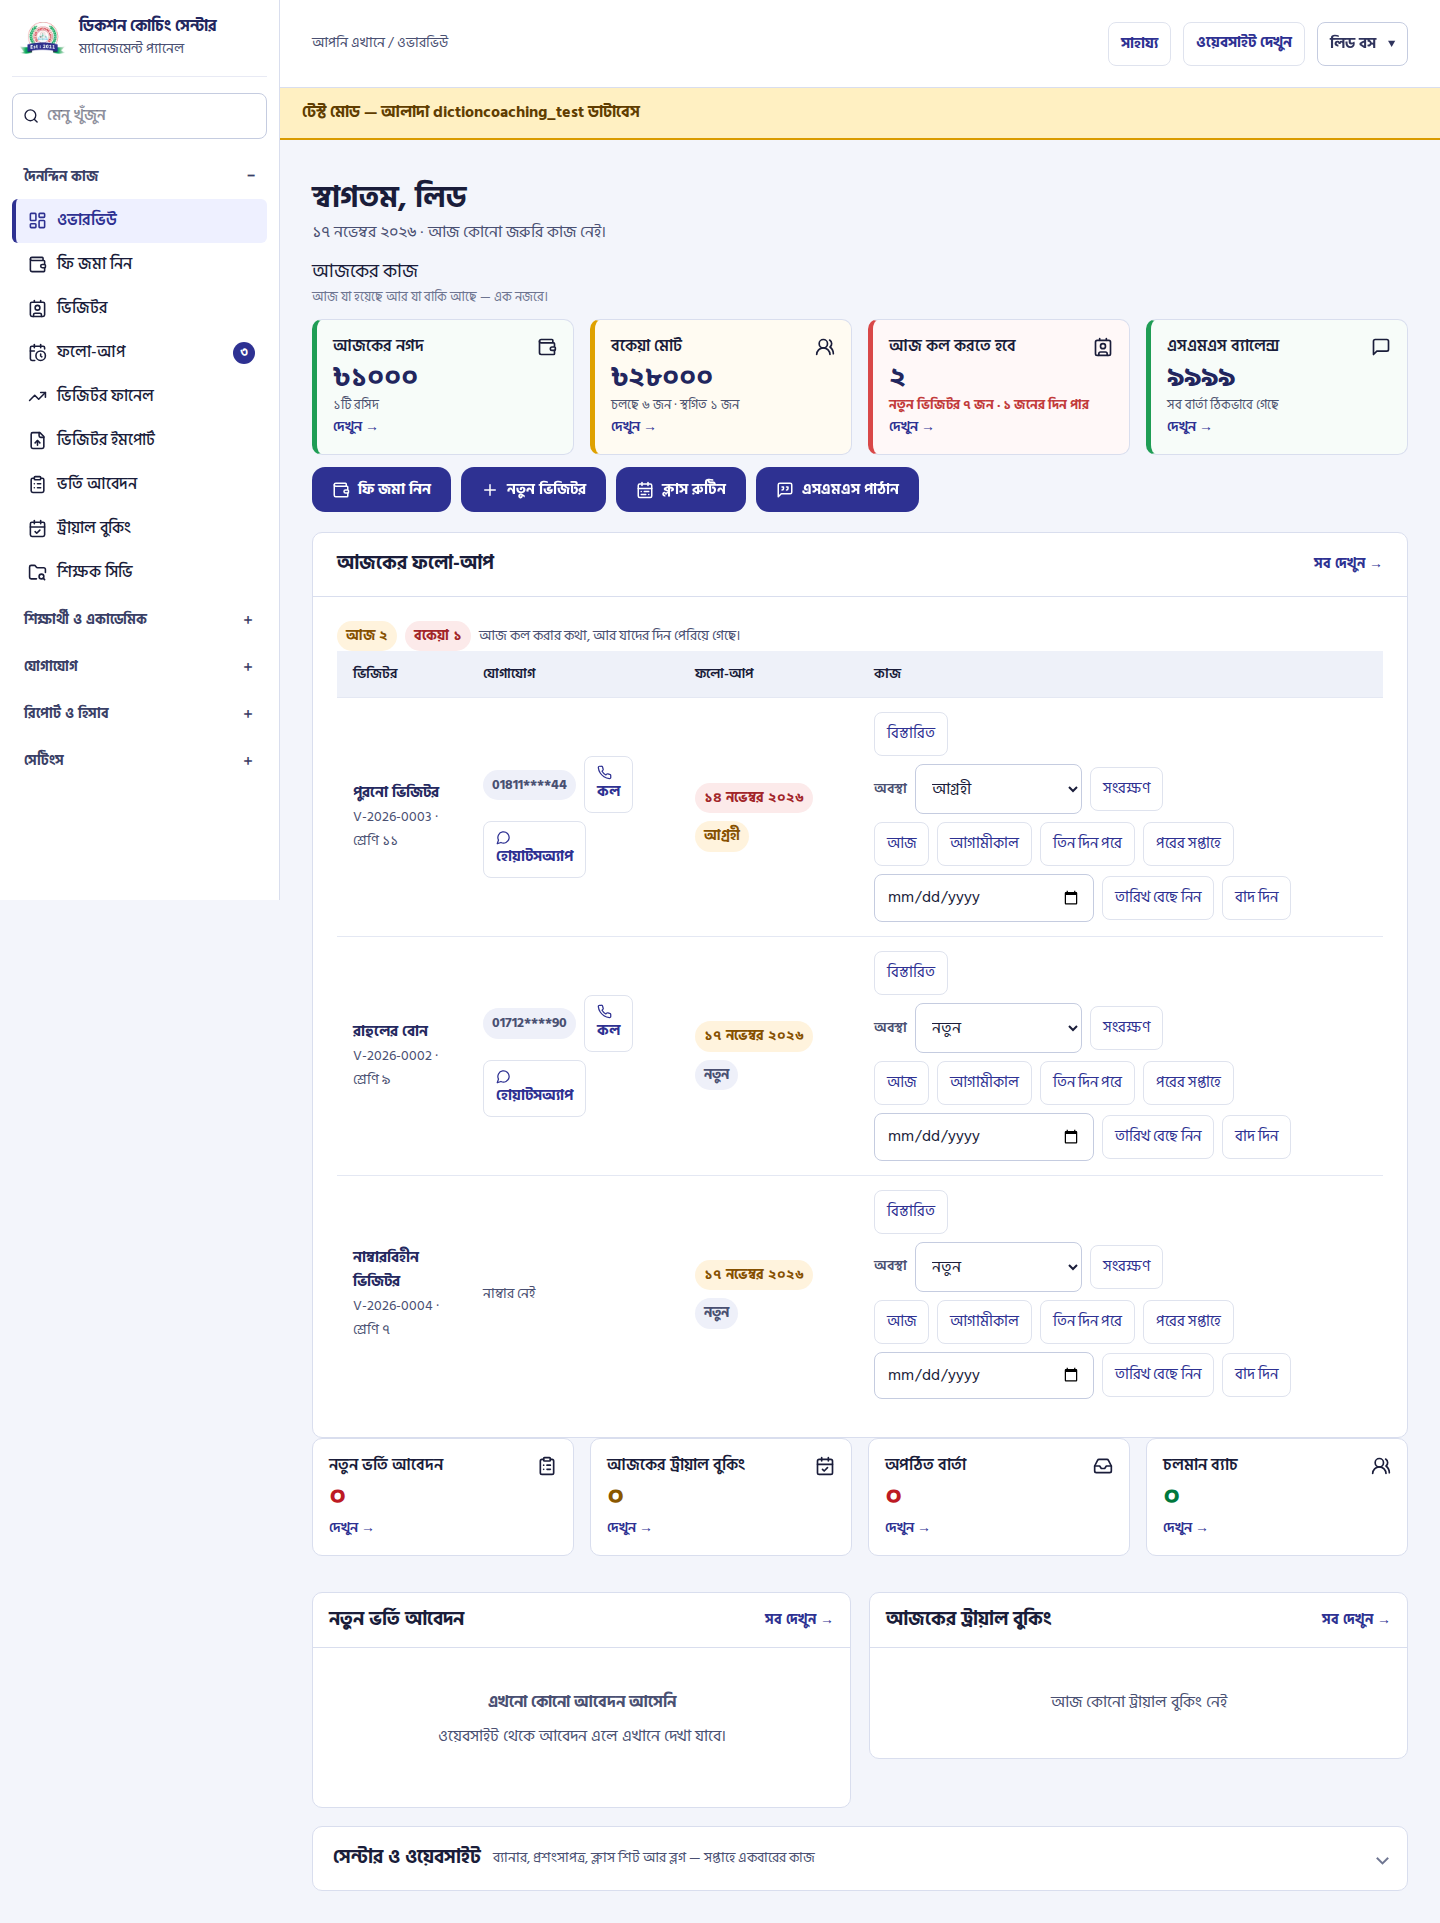 ডিকশন কোচিং সেন্টার
ম্যানেজমেন্ট প্যানেল
মেনু খুঁজুন
দৈনন্দিন কাজ −
ওভারভিউ
ফি জমা নিন
ভিজিটর
ফলো-আপ ৩
ভিজিটর ফানেল
ভিজিটর ইমপোর্ট
ভর্তি আবেদন
ট্রায়াল বুকিং
শিক্ষক সিভি
শিক্ষার্থী ও একাডেমিক +
যোগাযোগ +
রিপোর্ট ও হিসাব +
সেটিংস +
আপনি এখানে / ওভারভিউ
সাহায্য ওয়েবসাইট দেখুন লিড বস ▾
টেস্ট মোড — আলাদা dictioncoaching_test ডাটাবেস
স্বাগতম, লিড
১৭ নভেম্বর ২০২৬ · আজ কোনো জরুরি কাজ নেই।
আজকের কাজ
আজ যা হয়েছে আর যা বাকি আছে — এক নজরে।
আজকের নগদ
৳১০০০
১টি রসিদ
দেখুন →
বকেয়া মোট
৳২৮০০০
চলছে ৬ জন · স্থগিত ১ জন
দেখুন →
আজ কল করতে হবে
২
নতুন ভিজিটর ৭ জন · ১ জনের দিন পার
দেখুন →
এসএমএস ব্যালেন্স
৯৯৯৯
সব বার্তা ঠিকভাবে গেছে
দেখুন →
ফি জমা নিন
নতুন ভিজিটর
ক্লাস রুটিন
এসএমএস পাঠান
আজকের ফলো-আপ সব দেখুন →
আজ ২ বকেয়া ১ আজ কল করার কথা, আর যাদের দিন পেরিয়ে গেছে।
ভিজিটর যোগাযোগ ফলো-আপ কাজ
পুরনো ভিজিটর
V-2026-0003 ·
শ্রেণি ১১
01811****44
কল
হোয়াটসঅ্যাপ
১৪ নভেম্বর ২০২৬
আগ্রহী
বিস্তারিত
অবস্থা আগ্রহী সংরক্ষণ
আজ আগামীকাল তিন দিন পরে পরের সপ্তাহে
mm/dd/yyyy তারিখ বেছে নিন বাদ দিন
রাহুলের বোন
V-2026-0002 ·
শ্রেণি ৯
01712****90
কল
হোয়াটসঅ্যাপ
১৭ নভেম্বর ২০২৬
নতুন
বিস্তারিত
অবস্থা নতুন সংরক্ষণ
আজ আগামীকাল তিন দিন পরে পরের সপ্তাহে
mm/dd/yyyy তারিখ বেছে নিন বাদ দিন
নাম্বারবিহীন
ভিজিটর
V-2026-0004 ·
শ্রেণি ৭
নাম্বার নেই
১৭ নভেম্বর ২০২৬
নতুন
বিস্তারিত
অবস্থা নতুন সংরক্ষণ
আজ আগামীকাল তিন দিন পরে পরের সপ্তাহে
mm/dd/yyyy তারিখ বেছে নিন বাদ দিন
নতুন ভর্তি আবেদন
০
দেখুন →
আজকের ট্রায়াল বুকিং
০
দেখুন →
অপঠিত বার্তা
০
দেখুন →
চলমান ব্যাচ
০
দেখুন →
নতুন ভর্তি আবেদন সব দেখুন →
এখনো কোনো আবেদন আসেনি
ওয়েবসাইট থেকে আবেদন এলে এখানে দেখা যাবে।
আজকের ট্রায়াল বুকিং সব দেখুন →
আজ কোনো ট্রায়াল বুকিং নেই
সেন্টার ও ওয়েবসাইট ব্যানার, প্রশংসাপত্র, ক্লাস শিট আর ব্লগ — সপ্তাহে একবারের কাজ